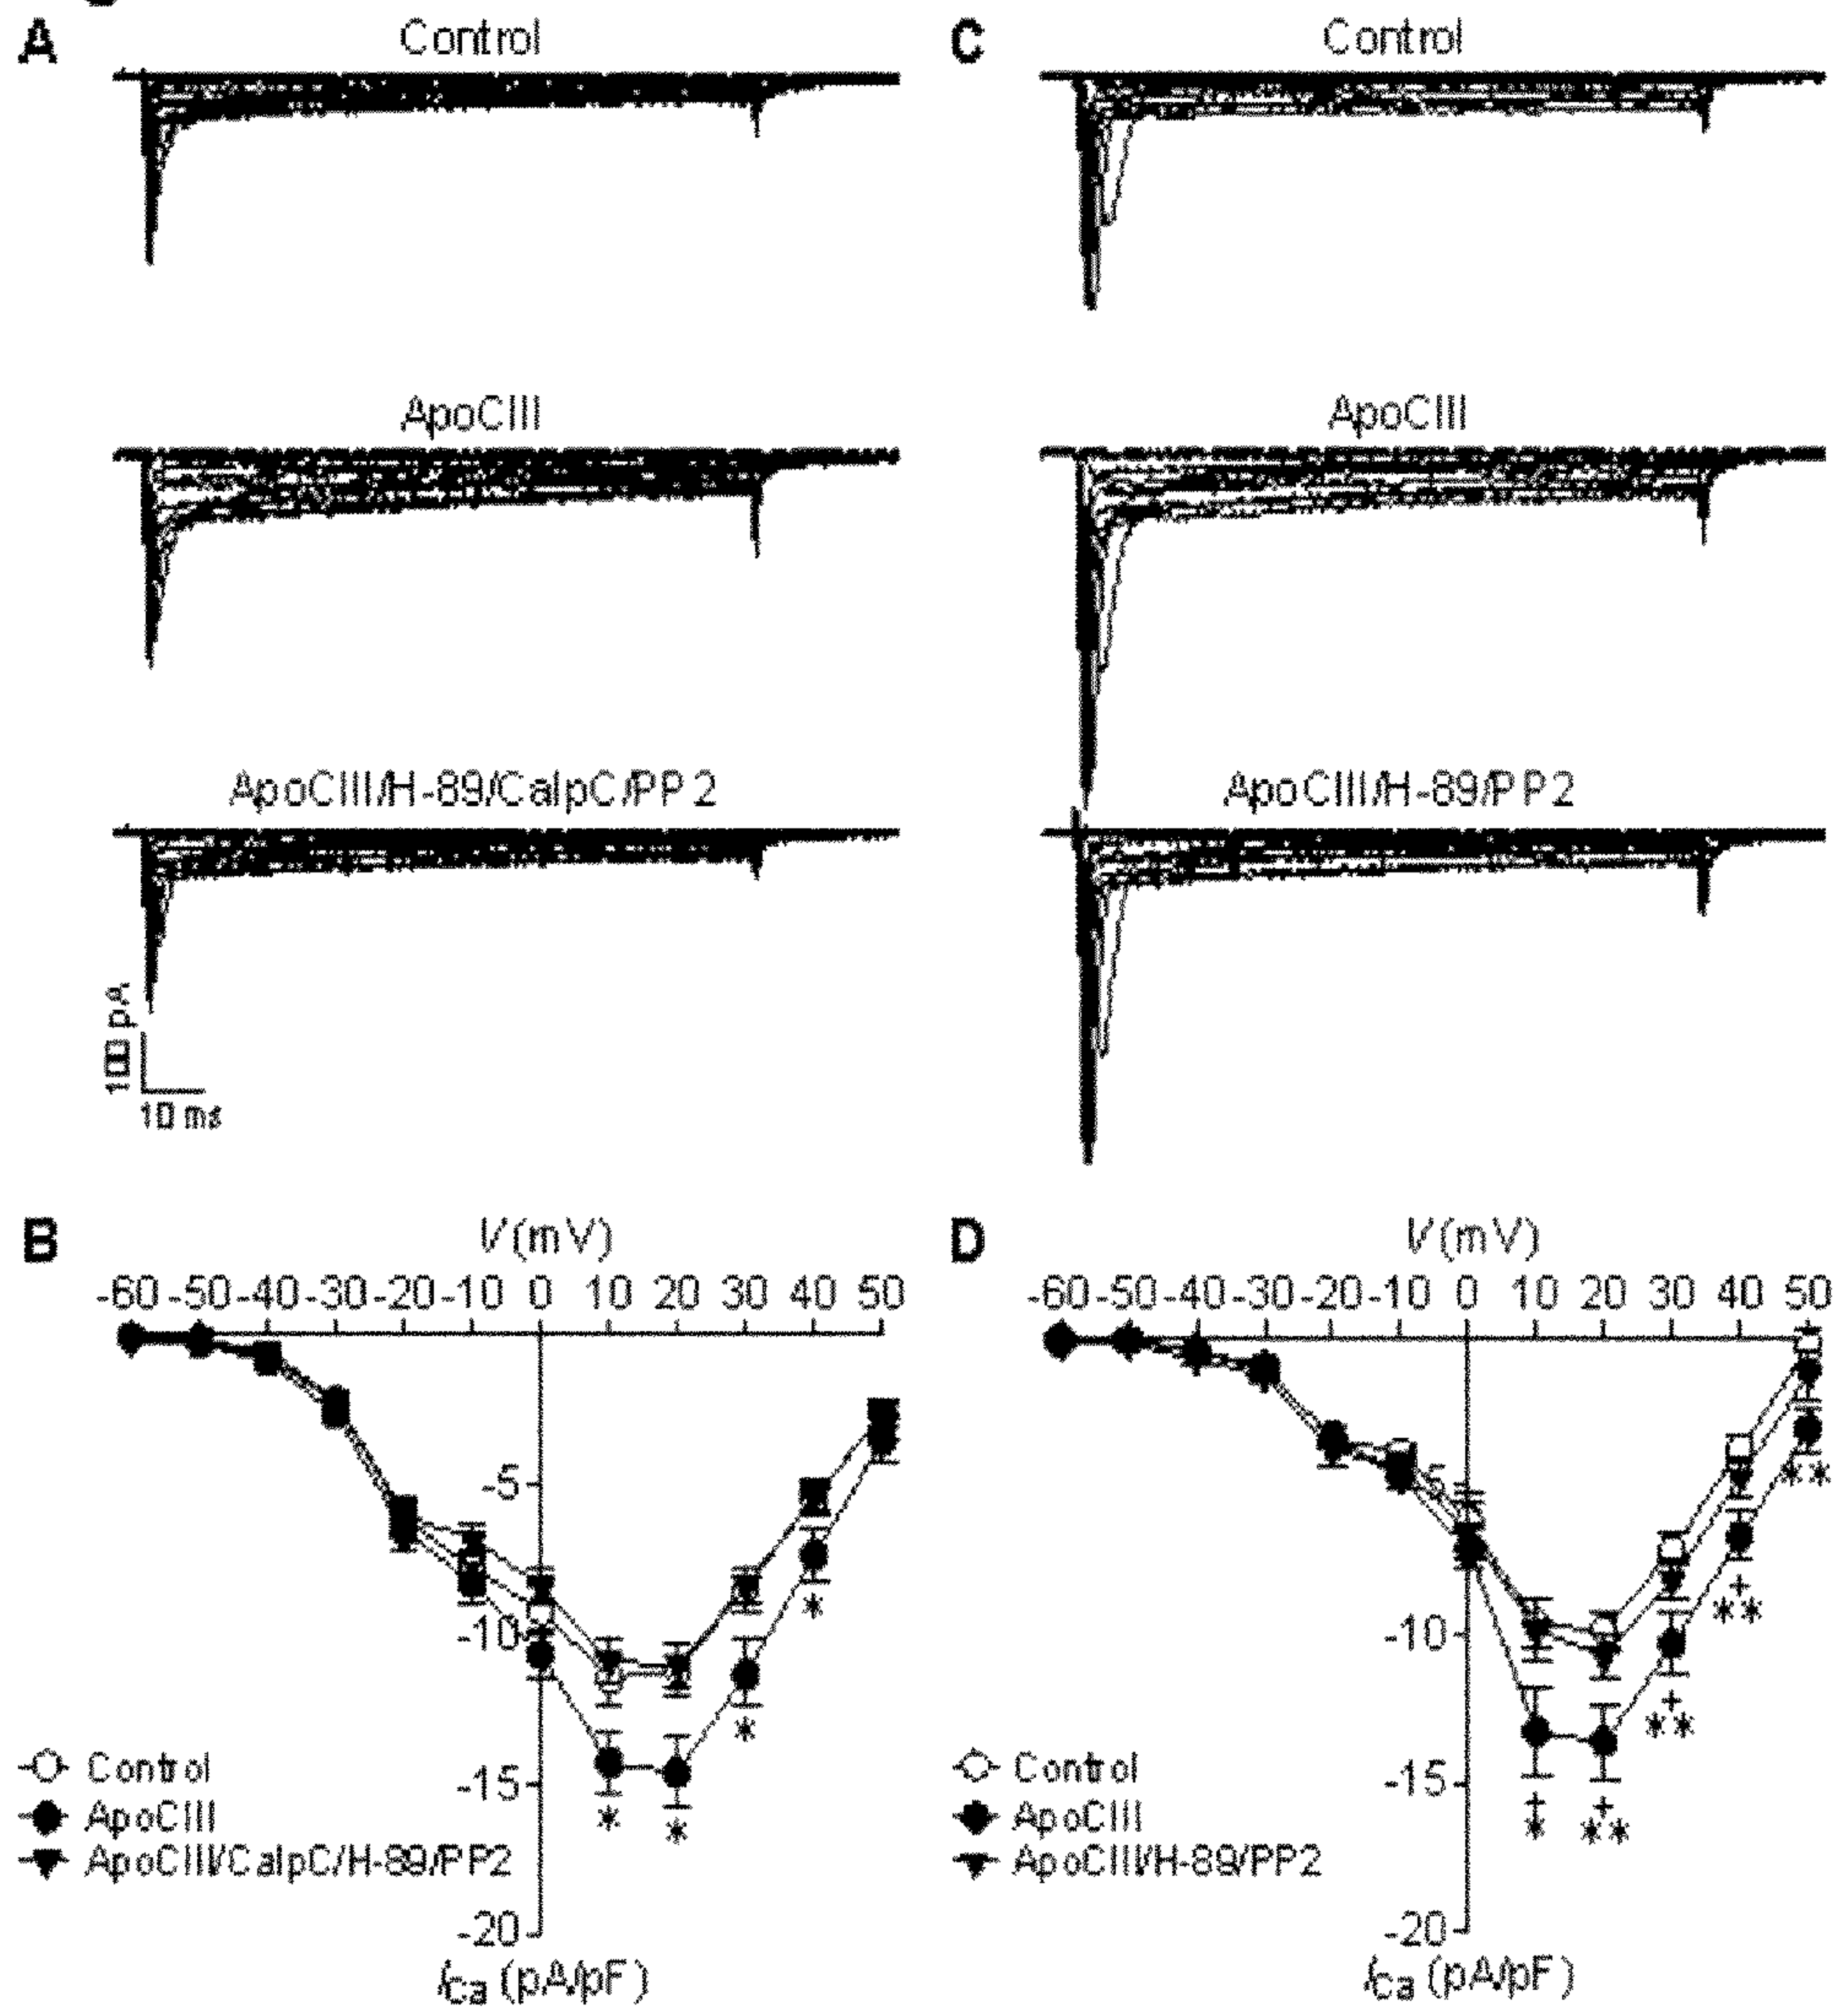 A
Control
ApoCIII
ApoCIII/H-89/CalpC/PP2
100 pA
10 ms
C
Control
ApoCIII
ApoCIII/H-89/PP2
B
V (mV)
-60 -50 -40 -30 -20 -10 0 10 20 30 40 50
-5
-10
-15
-20
* * * *
Control
ApoCIII
ApoCIII/CalpC/H-89/PP2
Ica (pA/pF)
D
V (mV)
-60 -50 -40 -30 -20 -10 0 10 20 30 40 50
-5
-10
-15
-20
+ + + +
* ** ** ** **
Control
ApoCIII
ApoCIII/H-89/PP2
Ica (pA/pF)